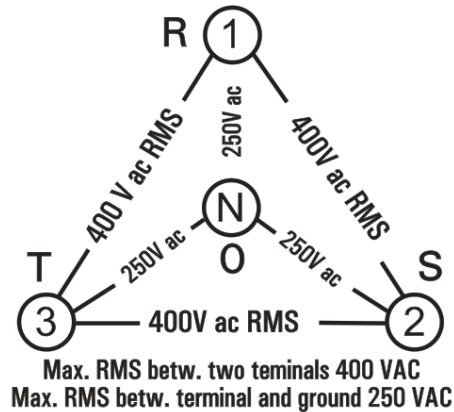 R 1
250V ac
400 V ac RMS
400V ac RMS
N
O
T
250V ac
250V ac
S
3
400V ac RMS
2
Max. RMS betw. two teminals 400 VAC
Max. RMS betw. terminal and ground 250 VAC